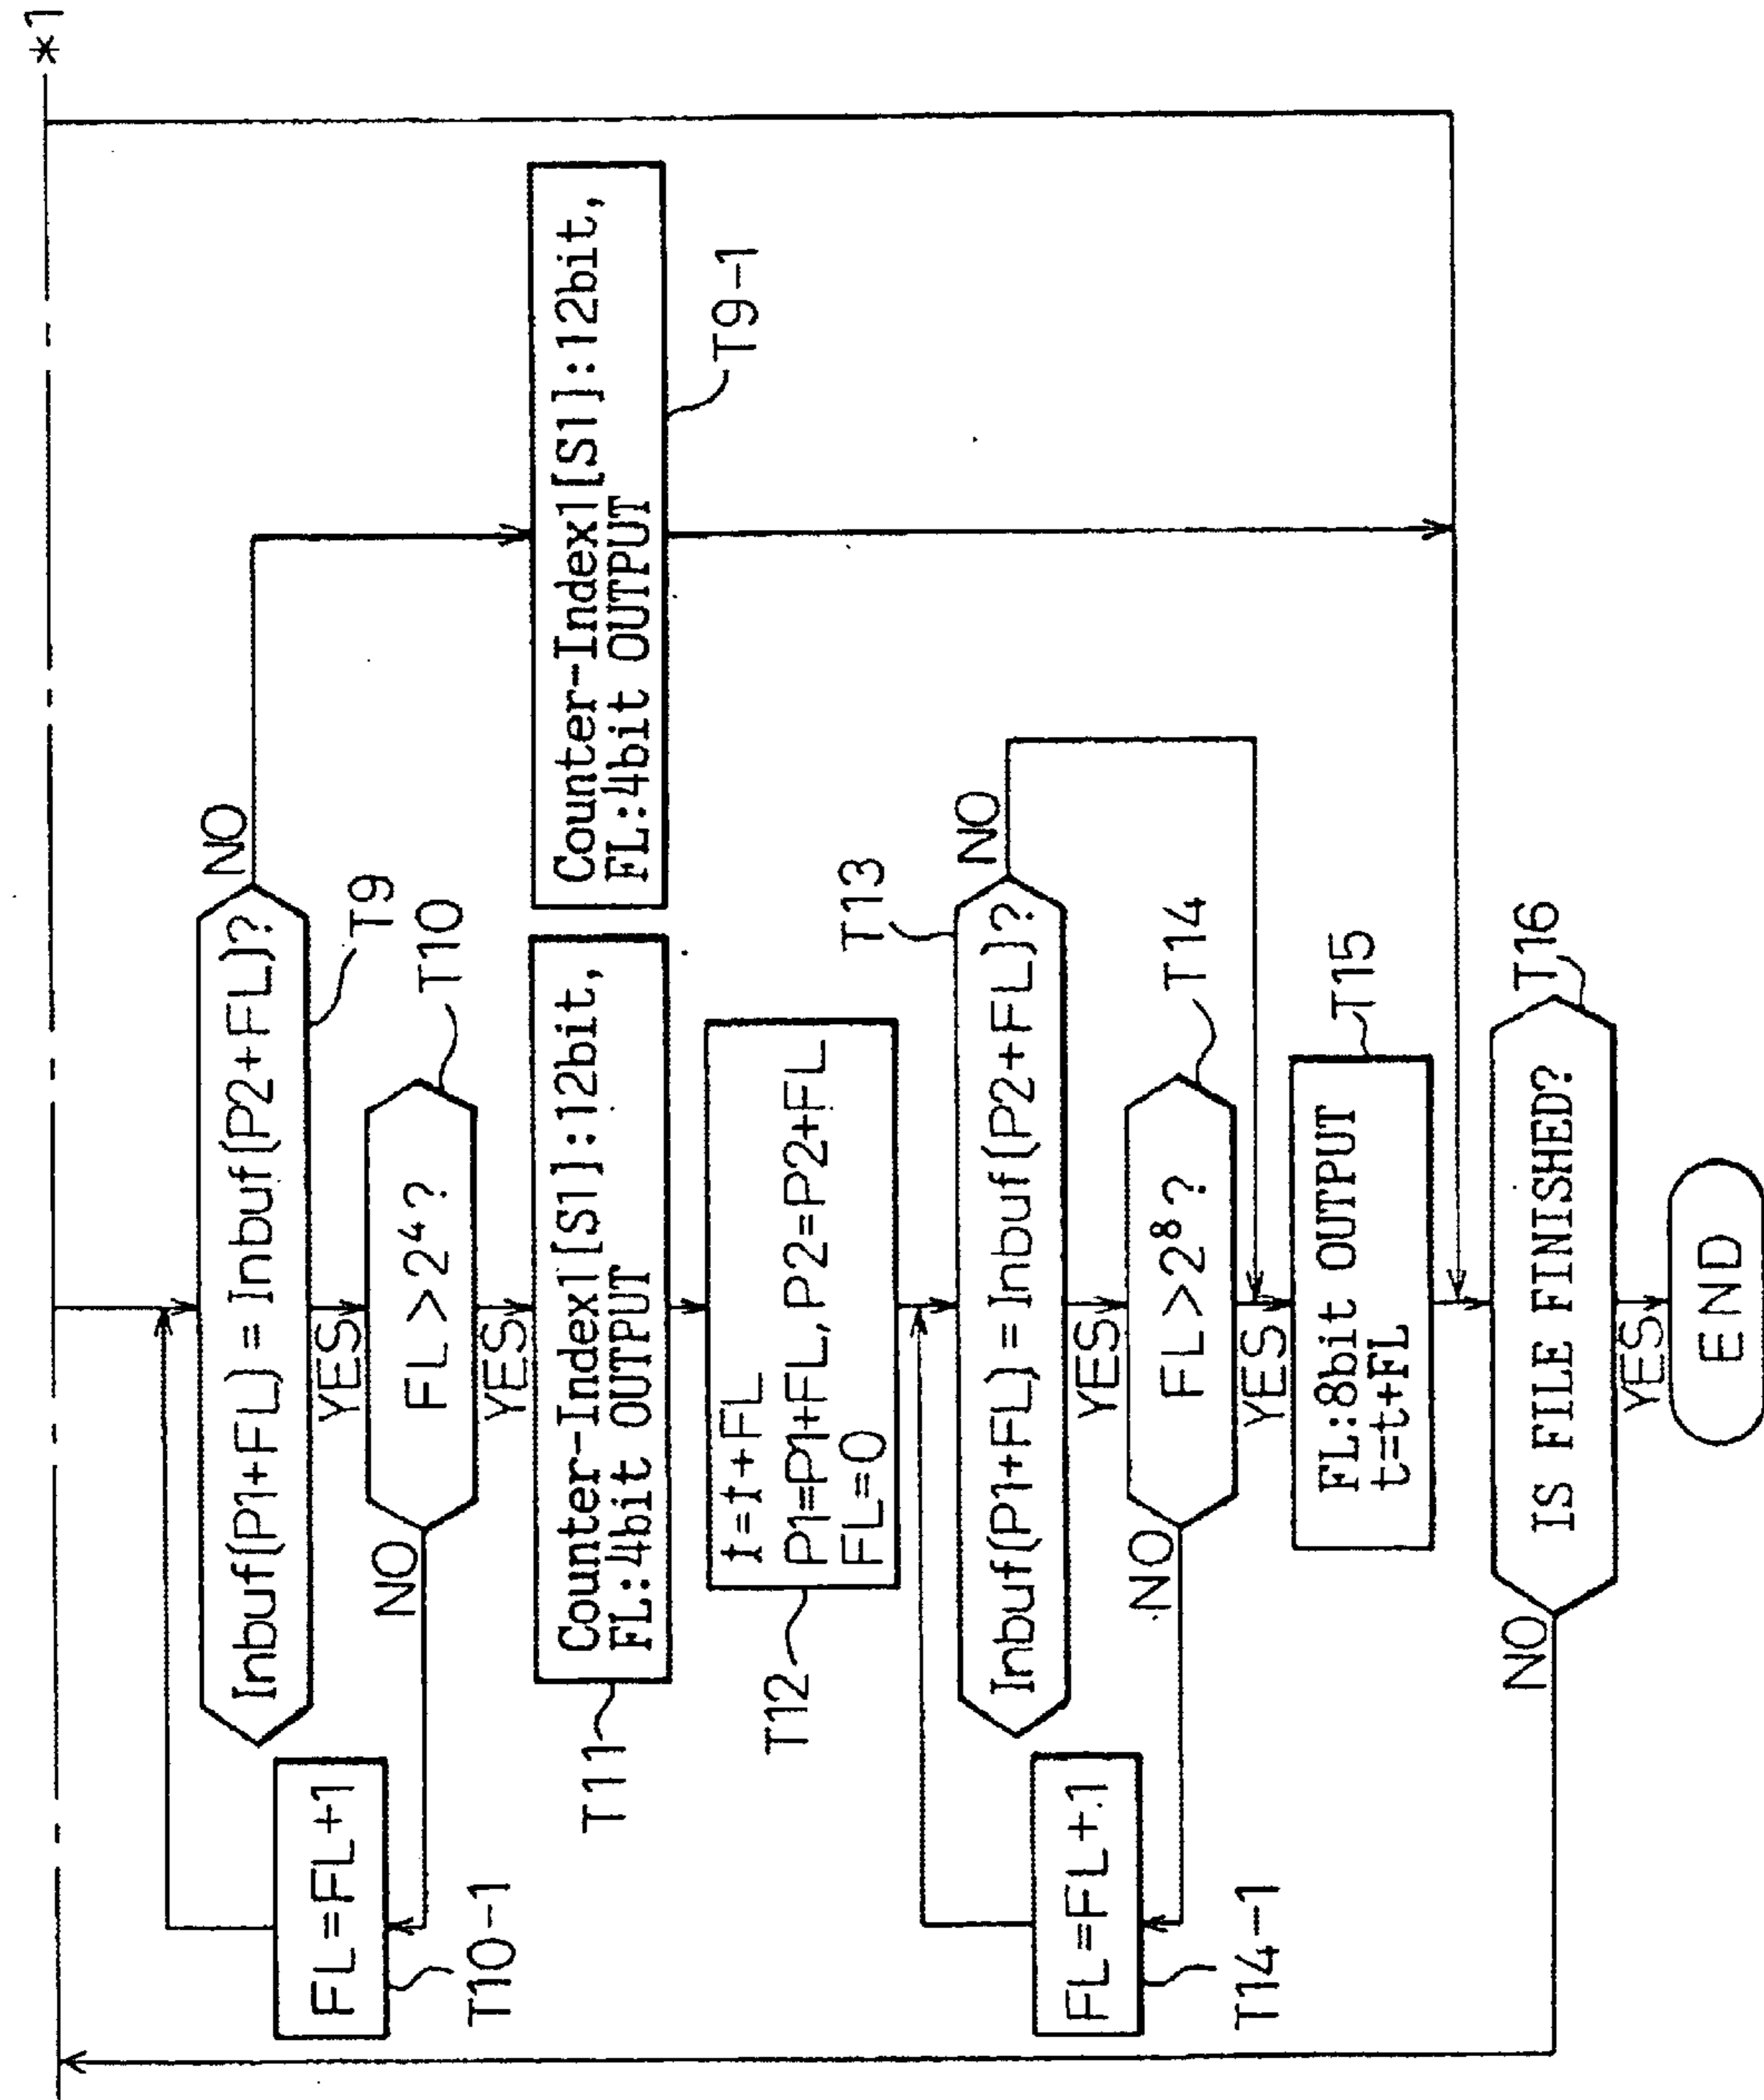 *1
Inbuf(P1+FL) = Inbuf(P2+FL)?
NO
T9
YES
FL=FL+1
T10-1
FL>2⁴?
T10
NO
YES
Counter-Index1[S1]:12bit,
FL:4bit OUTPUT
T11
Counter-Index1[S1]:12bit,
FL:4bit OUTPUT
T9-1
t=t+FL
P1=P1+FL, P2=P2+FL
FL=0
T12
Inbuf(P1+FL) = Inbuf(P2+FL)?
T13
NO
YES
FL=FL+1
T14-1
FL>2⁸?
T14
NO
YES
FL:8bit OUTPUT
t=t+FL
T15
IS FILE FINISHED?
T16
NO
YES
END